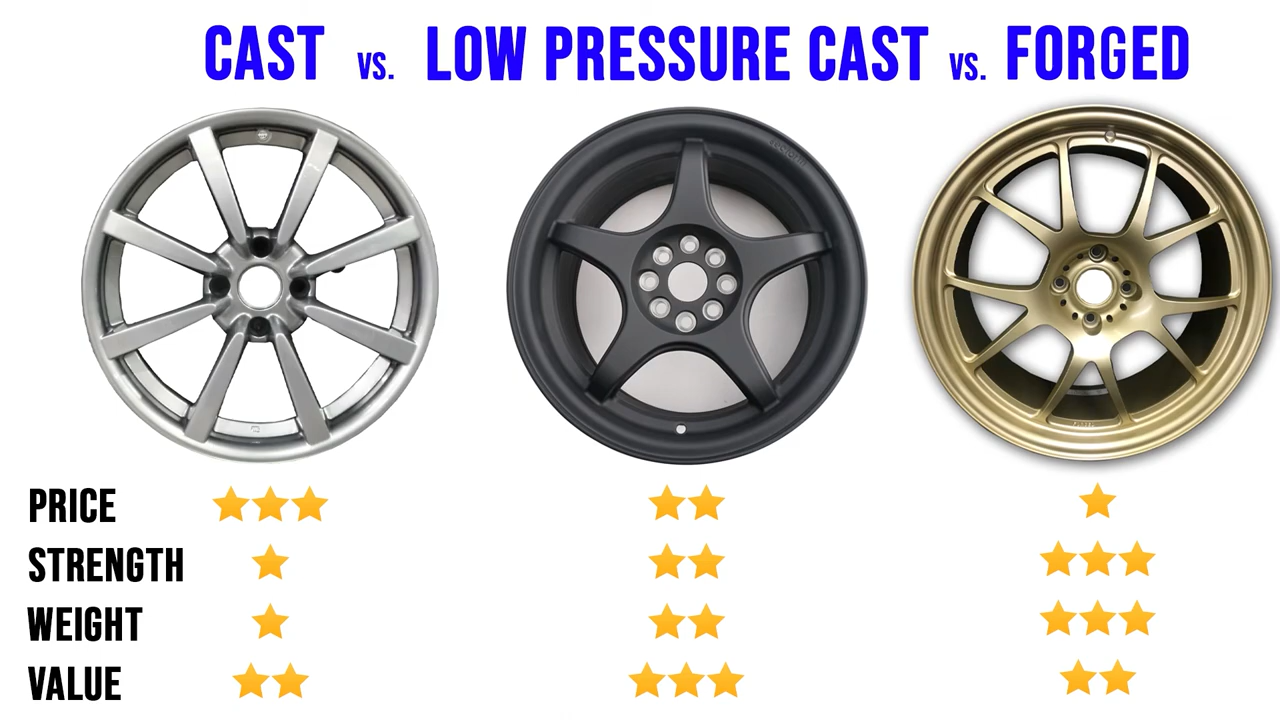 CAST vs. LOW PRESSURE CAST vs. FORGED
PRICE
STRENGTH
WEIGHT
VALUE